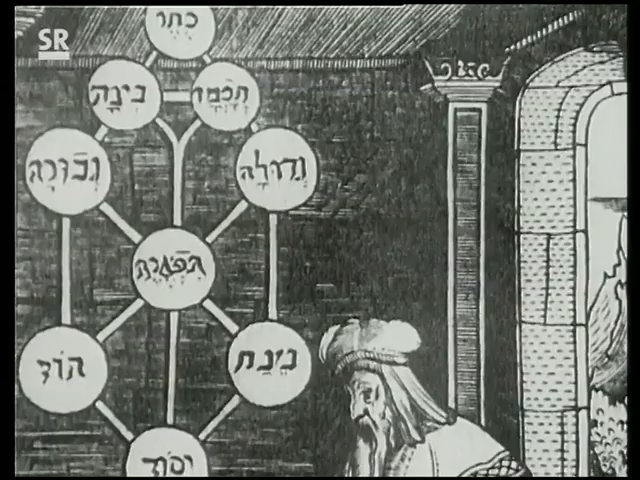 SR
כתר
חכמה
בינה
גדולה
גבורה
תפארת
נצח
הוד
יסוד